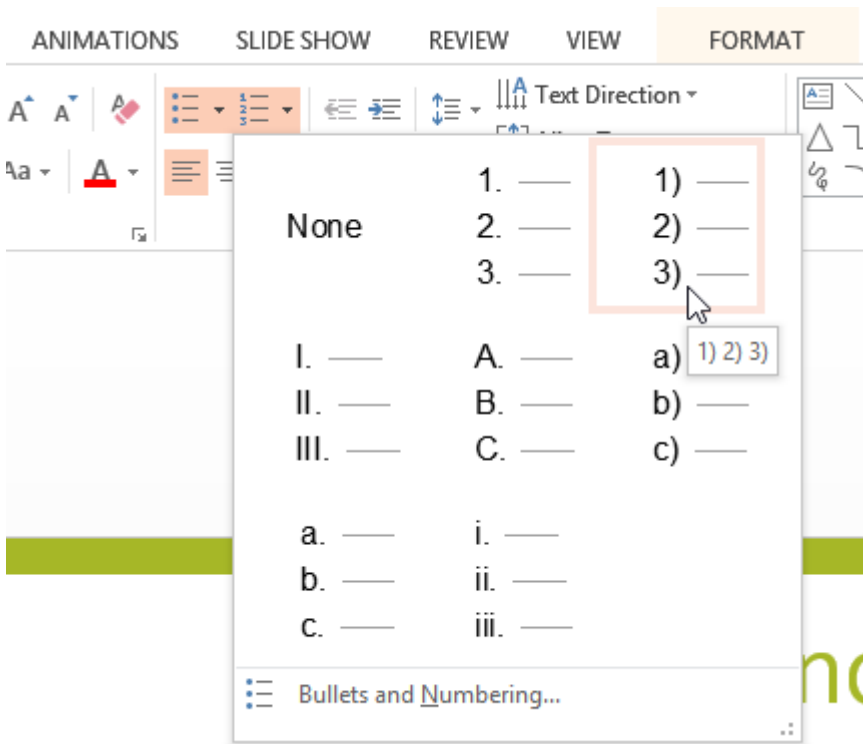 ANIMATIONS SLIDE SHOW REVIEW VIEW FORMAT
A A A Text Direction
Aa A
None
1.
2.
3.
1)
2)
3)
1) 2) 3)
I.
II.
III.
A.
B.
C.
a)
b)
c)
a.
b.
c.
i.
ii.
iii.
Bullets and Numbering...